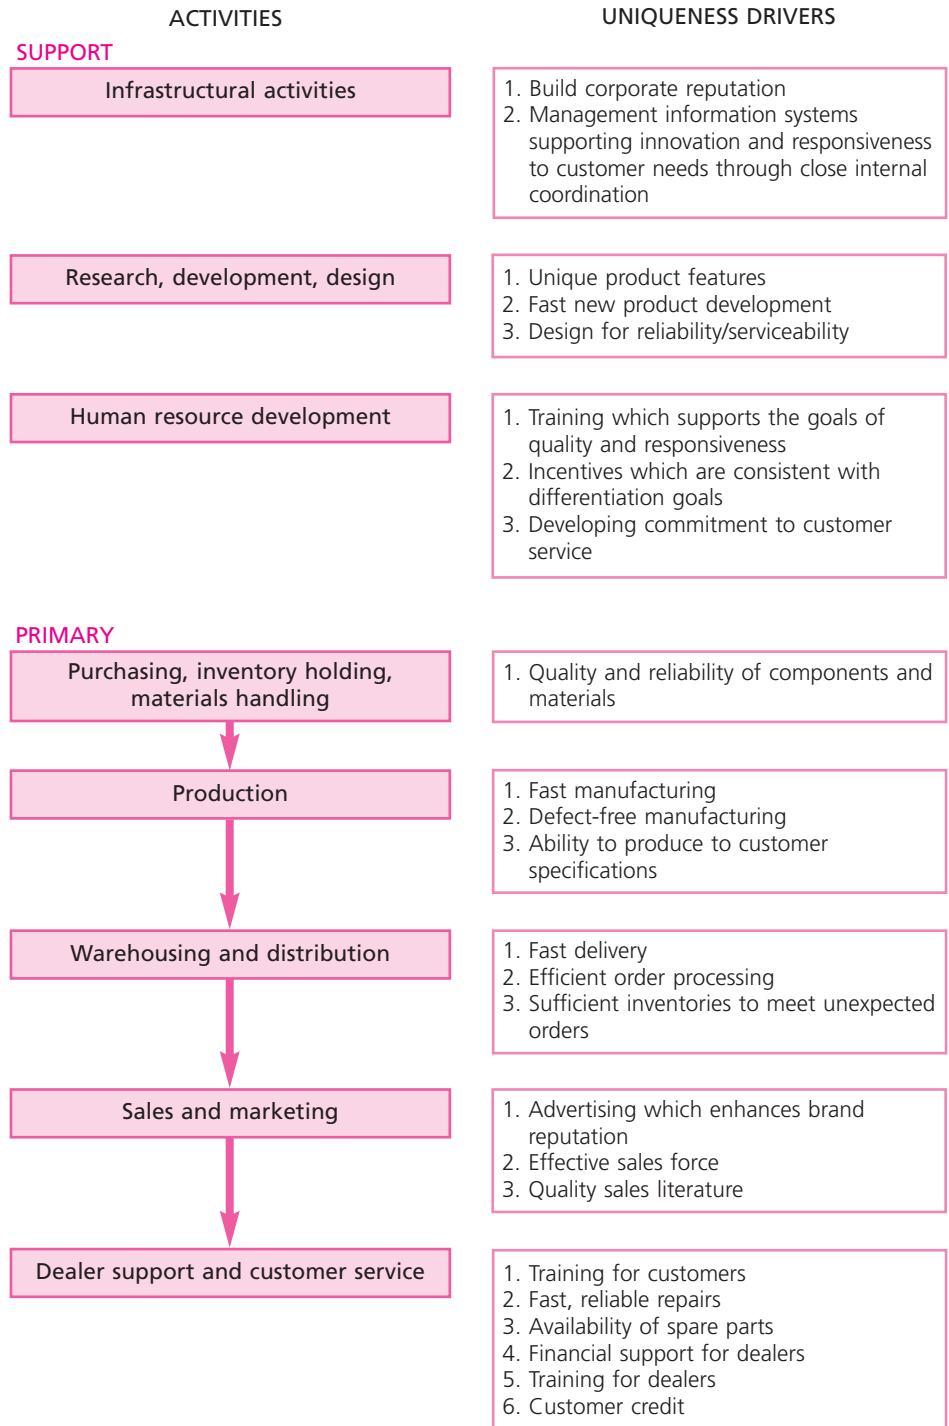 ACTIVITIES
UNIQUENESS DRIVERS
SUPPORT
Infrastructural activities
1. Build corporate reputation
2. Management information systems
supporting innovation and responsiveness
to customer needs through close internal
coordination
Research, development, design
1. Unique product features
2. Fast new product development
3. Design for reliability/serviceability
Human resource development
1. Training which supports the goals of
quality and responsiveness
2. Incentives which are consistent with
differentiation goals
3. Developing commitment to customer
service
PRIMARY
Purchasing, inventory holding,
materials handling
1. Quality and reliability of components and
materials
Production
1. Fast manufacturing
2. Defect-free manufacturing
3. Ability to produce to customer
specifications
Warehousing and distribution
1. Fast delivery
2. Efficient order processing
3. Sufficient inventories to meet unexpected
orders
Sales and marketing
1. Advertising which enhances brand
reputation
2. Effective sales force
3. Quality sales literature
Dealer support and customer service
1. Training for customers
2. Fast, reliable repairs
3. Availability of spare parts
4. Financial support for dealers
5. Training for dealers
6. Customer credit